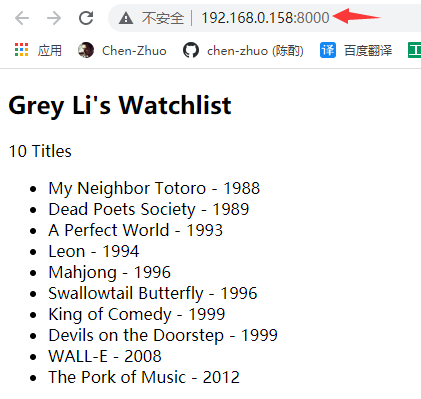 不安全 | 192.168.0.158:8000
应用 Chen-Zhuo chen-zhuo (陈酌) 译 百度翻译
Grey Li's Watchlist
10 Titles
My Neighbor Totoro - 1988
Dead Poets Society - 1989
A Perfect World - 1993
Leon - 1994
Mahjong - 1996
Swallowtail Butterfly - 1996
King of Comedy - 1999
Devils on the Doorstep - 1999
WALL-E - 2008
The Pork of Music - 2012